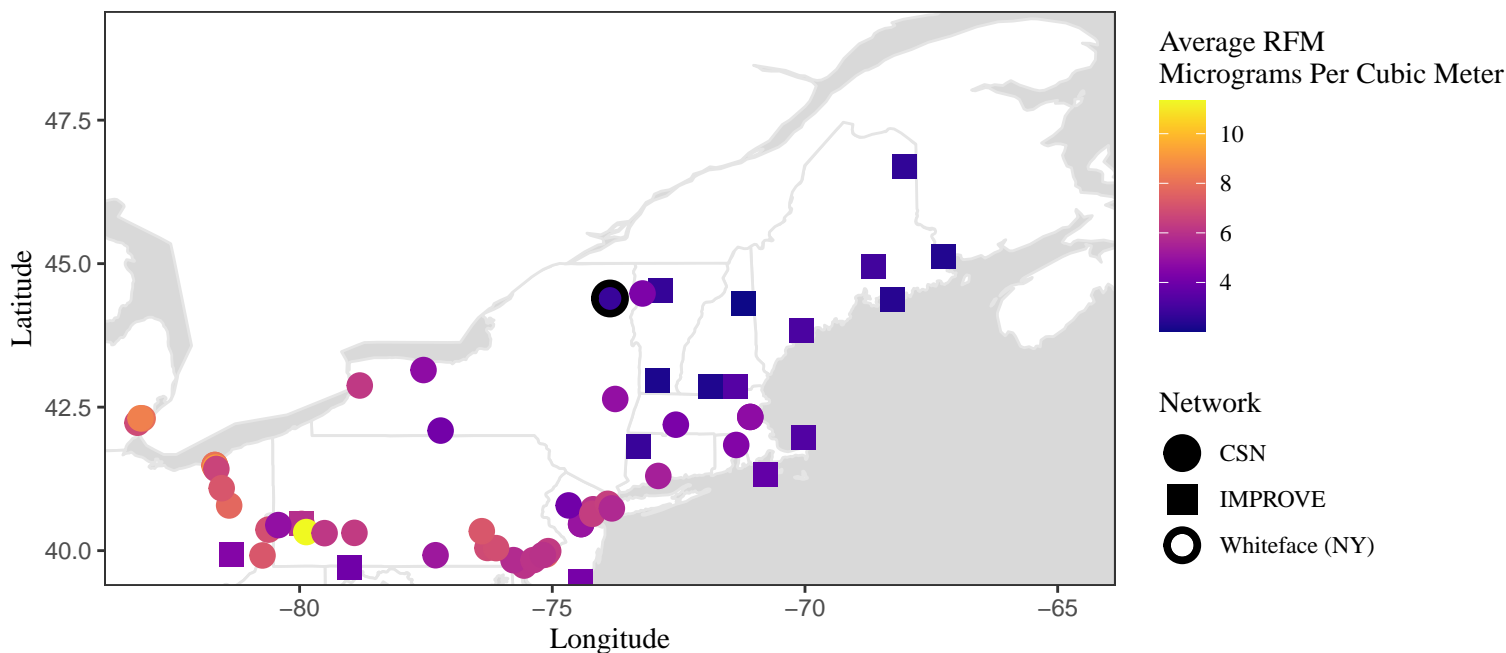 Average RFM
Micrograms Per Cubic Meter
10
8
6
4
Network
CSN
IMPROVE
Whiteface (NY)
Latitude
47.5
45.0
42.5
40.0
−80
−75
−70
−65
Longitude